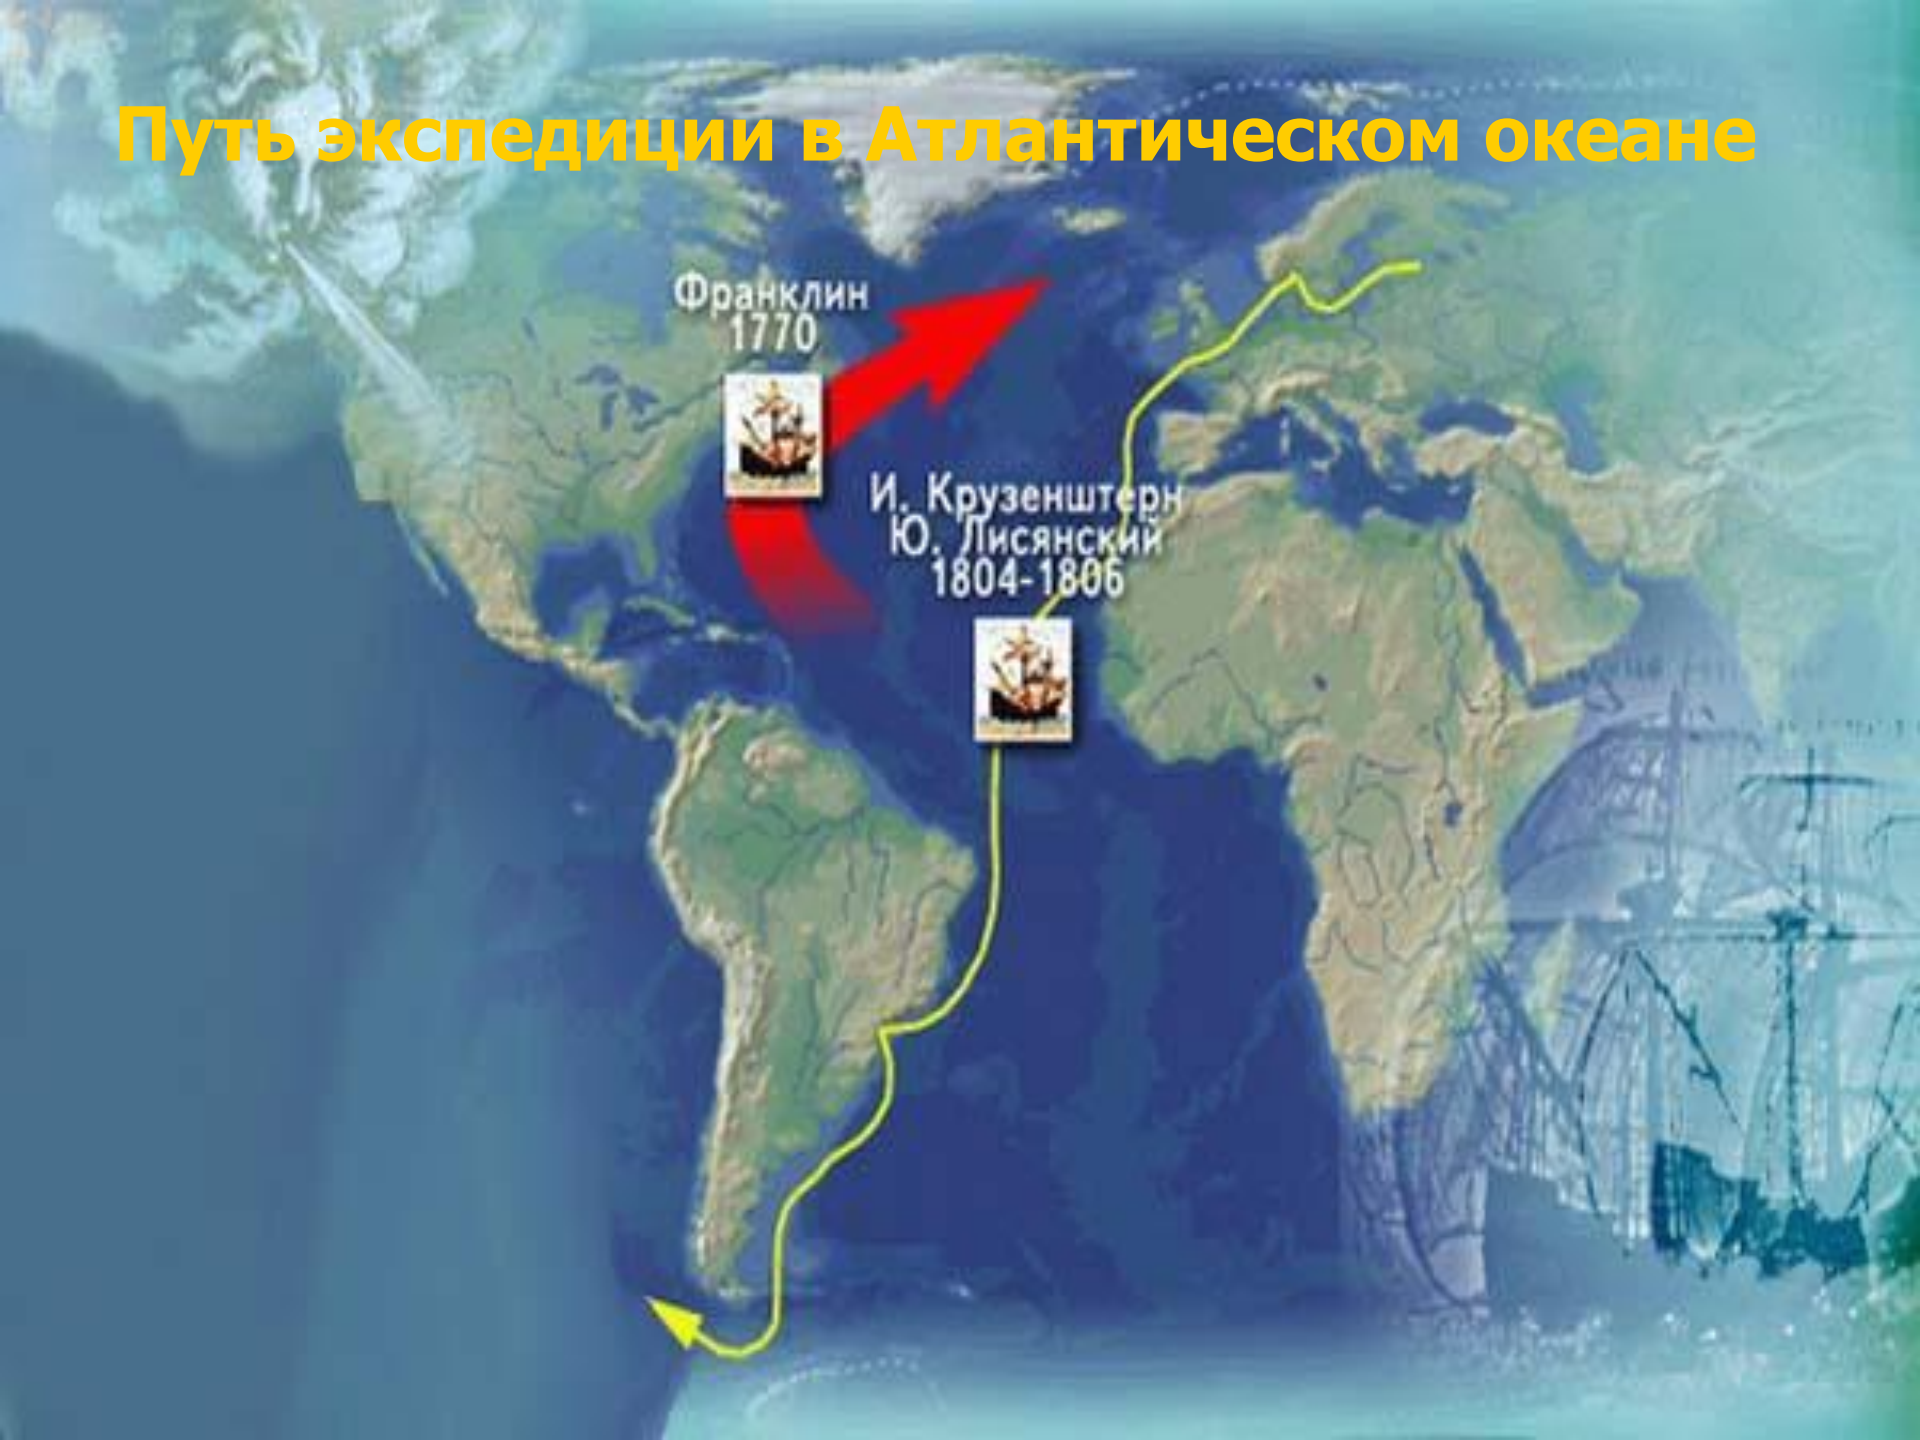 Путь экспедиции в Атлантическом океане
Франклин
1770
И. Крузенштерн
Ю. Лисянский
1804-1806